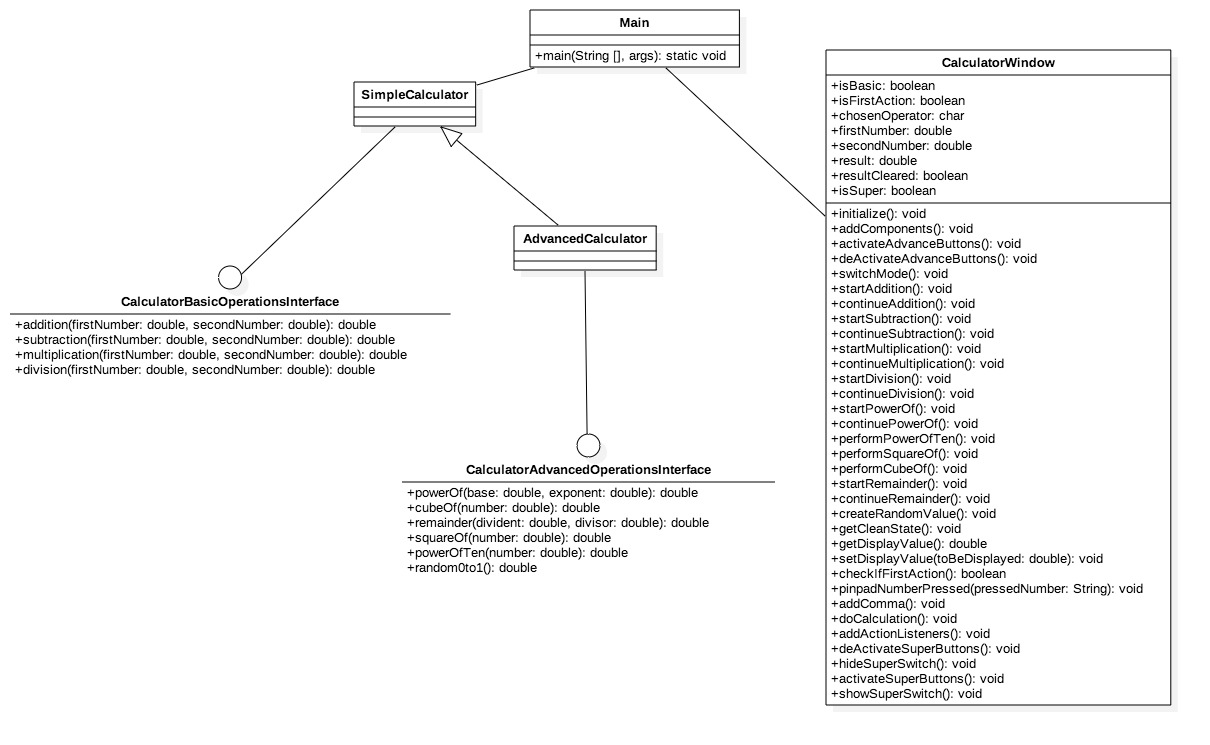 Main
+main(String [], args): static void
SimpleCalculator
AdvancedCalculator
CalculatorBasicOperationsInterface
+addition(firstNumber: double, secondNumber: double): double
+subtraction(firstNumber: double, secondNumber: double): double
+multiplication(firstNumber: double, secondNumber: double): double
+division(firstNumber: double, secondNumber: double): double
CalculatorAdvancedOperationsInterface
+powerOf(base: double, exponent: double): double
+cubeOf(number: double): double
+remainder(divident: double, divisor: double): double
+squareOf(number: double): double
+powerOfTen(number: double): double
+random0to1(): double
CalculatorWindow
+isBasic: boolean
+isFirstAction: boolean
+chosenOperator: char
+firstNumber: double
+secondNumber: double
+result: double
+resultCleared: boolean
+isSuper: boolean
+initialize(): void
+addComponents(): void
+activateAdvanceButtons(): void
+deActivateAdvanceButtons(): void
+switchMode(): void
+startAddition(): void
+continueAddition(): void
+startSubtraction(): void
+continueSubtraction(): void
+startMultiplication(): void
+continueMultiplication(): void
+startDivision(): void
+continueDivision(): void
+startPowerOf(): void
+continuePowerOf(): void
+performPowerOfTen(): void
+performSquareOf(): void
+performCubeOf(): void
+startRemainder(): void
+continueRemainder(): void
+createRandomValue(): void
+getCleanState(): void
+getDisplayValue(): double
+setDisplayValue(toBeDisplayed: double): void
+checkIfFirstAction(): boolean
+pinpadNumberPressed(pressedNumber: String): void
+addComma(): void
+doCalculation(): void
+addActionListeners(): void
+deActivateSuperButtons(): void
+hideSuperSwitch(): void
+activateSuperButtons(): void
+showSuperSwitch(): void